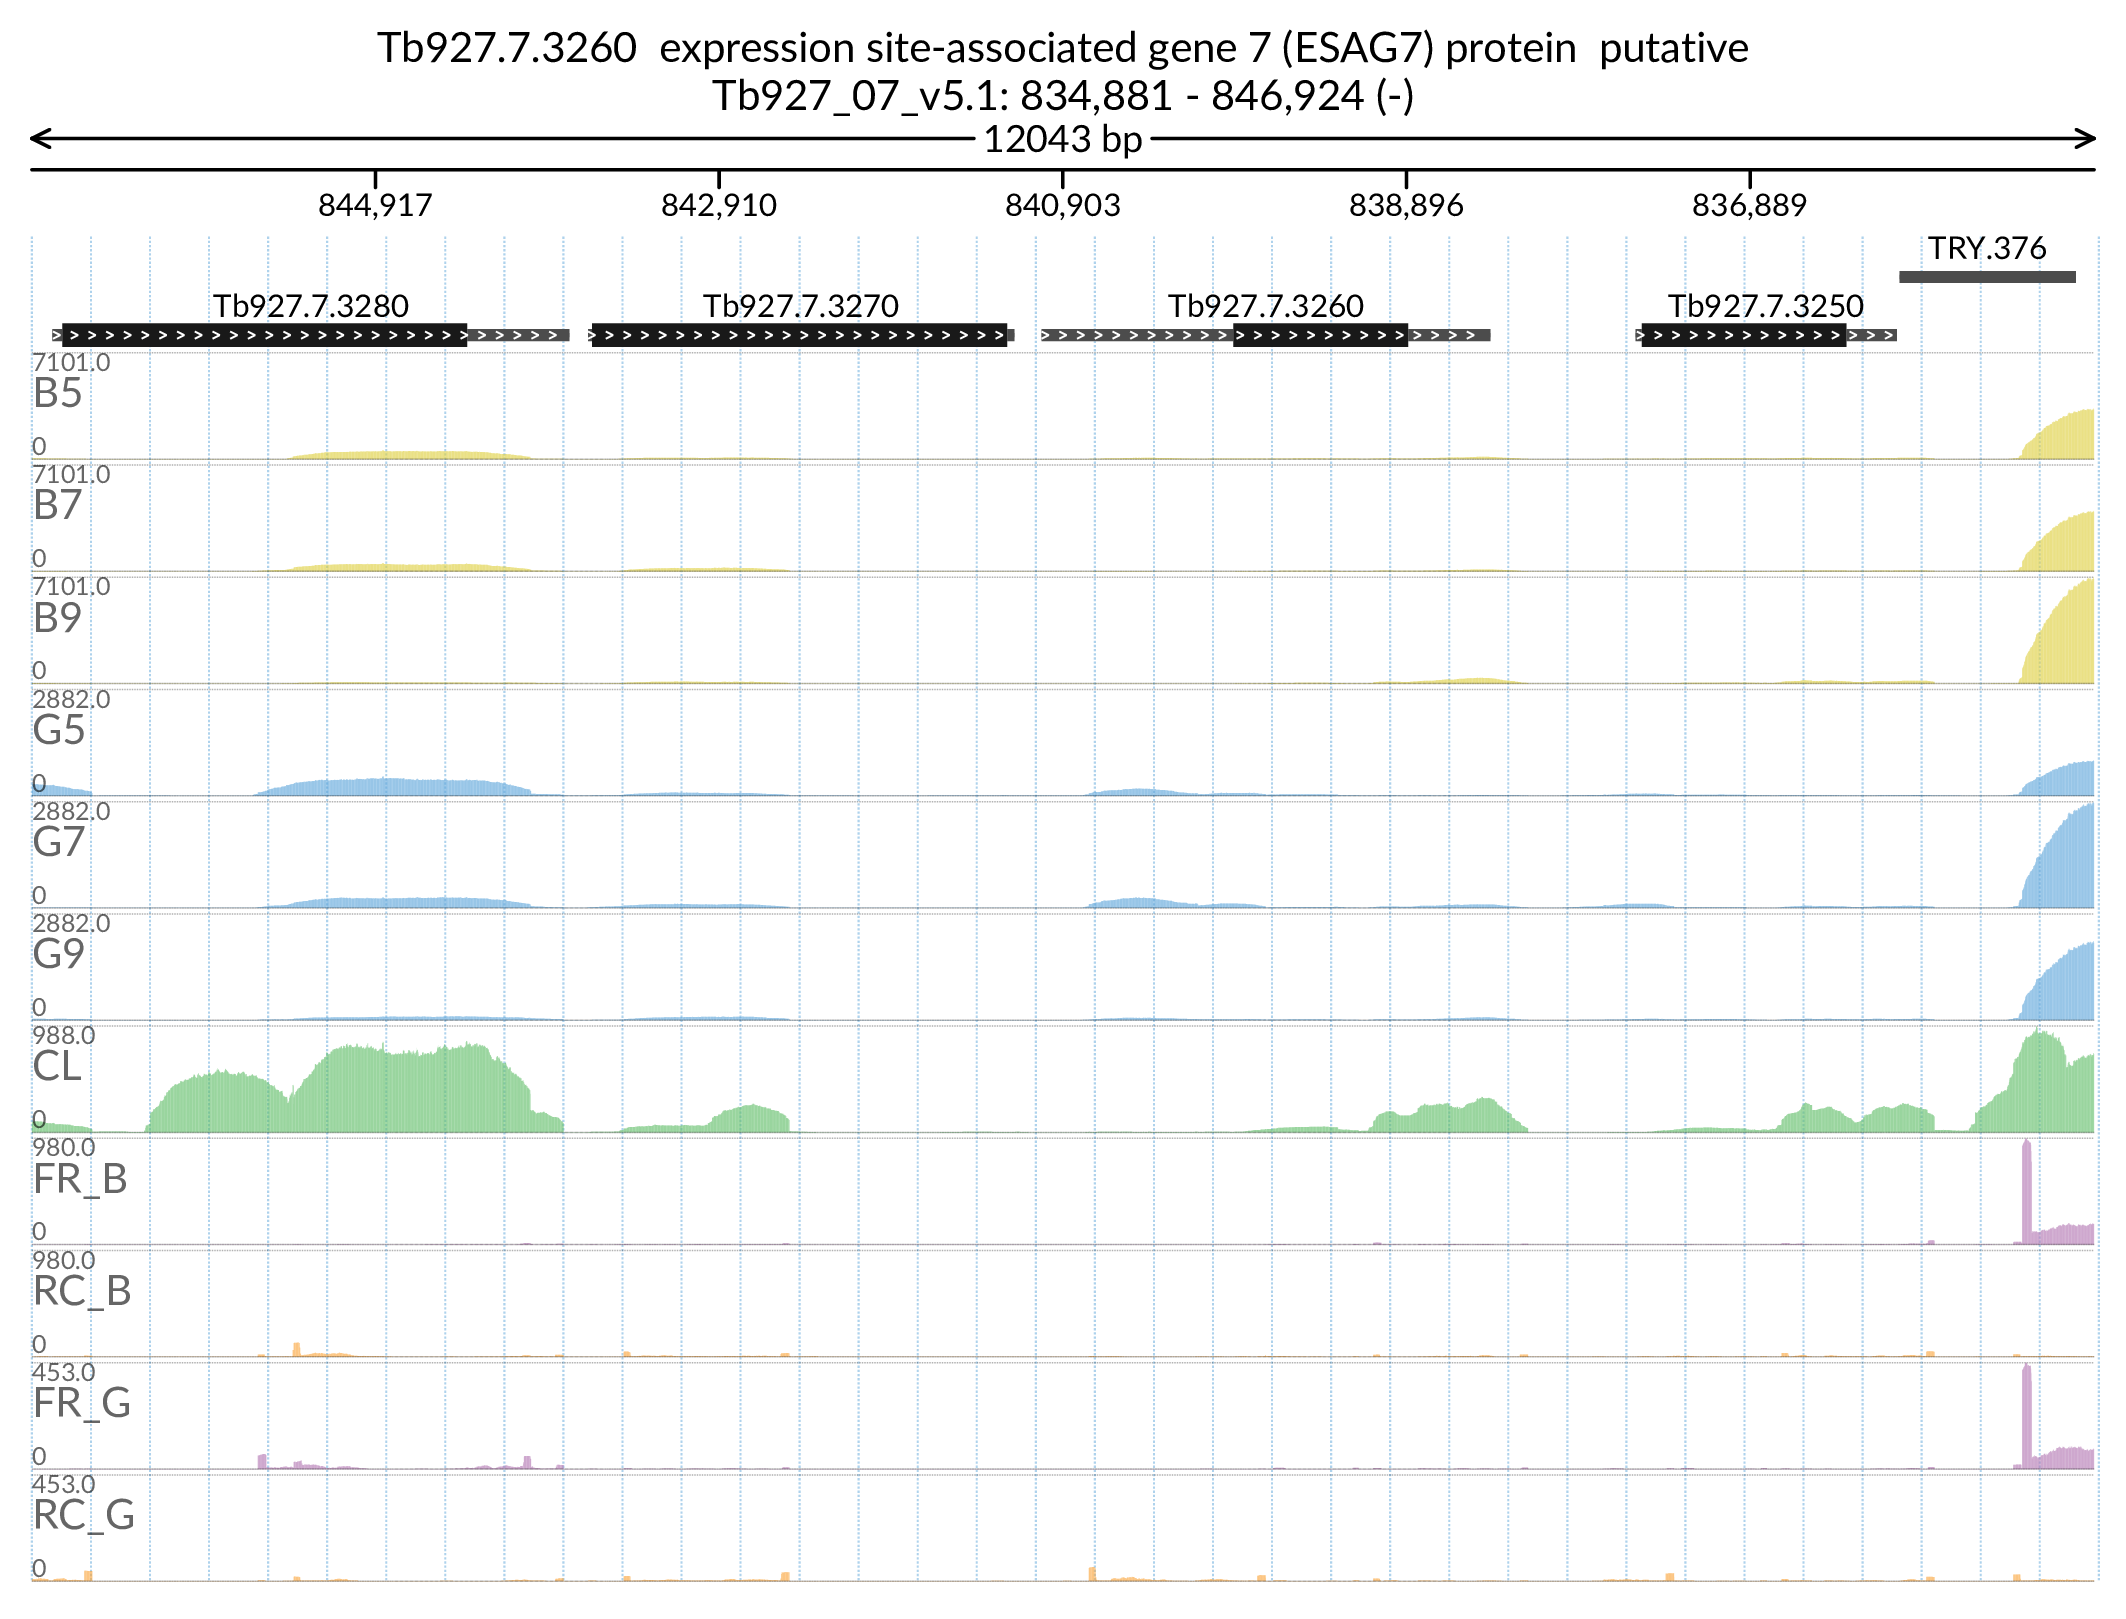 Tb927.7.3260  expression site-associated gene 7 (ESAG7) protein  putative
Tb927_07_v5.1: 834,881 - 846,924 (-)
12043 bp
844,917 842,910 840,903 838,896 836,889
TRY.376
Tb927.7.3280 Tb927.7.3270 Tb927.7.3260 Tb927.7.3250
7101.0
B5
0
7101.0
B7
0
7101.0
B9
0
2882.0
G5
0
2882.0
G7
0
2882.0
G9
0
988.0
CL
0
980.0
FR_B
0
980.0
RC_B
0
453.0
FR_G
0
453.0
RC_G
0